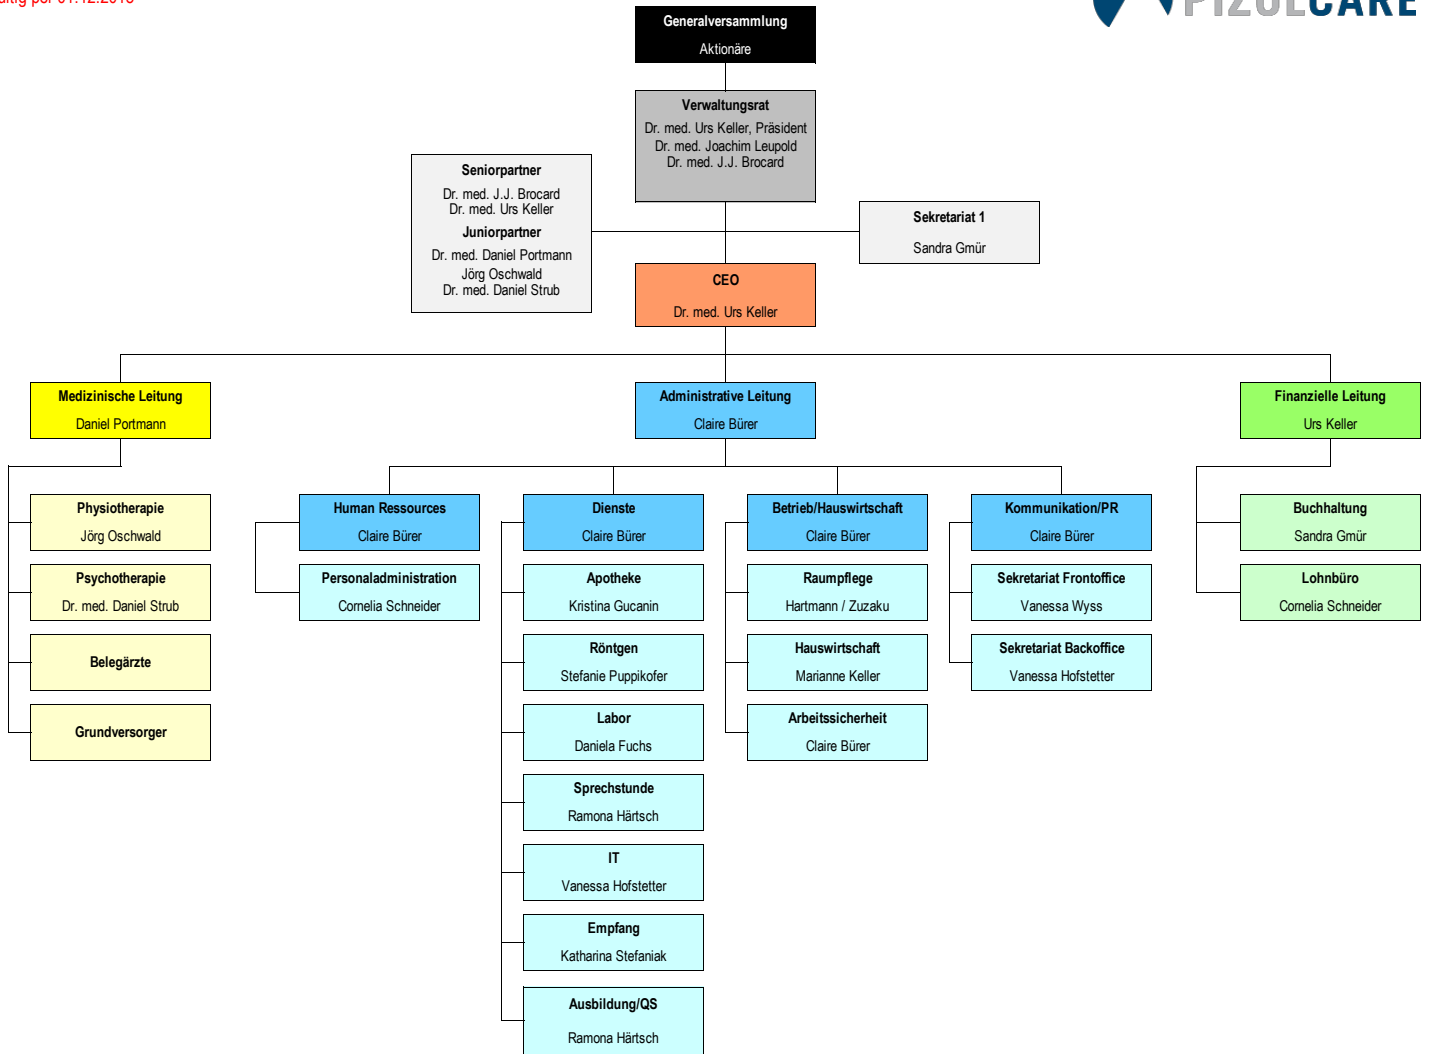 Generalversammlung
Aktionäre
PIZOLCARE
Verwaltungsrat
Dr. med. Urs Keller, Präsident
Dr. med. Joachim Leupold
Dr. med. J.J. Brocard
Seniorpartner
Dr. med. J.J. Brocard
Dr. med. Urs Keller
Juniorpartner
Dr. med. Daniel Portmann
Jörg Oschwald
Dr. med. Daniel Strub
Sekretariat 1
Sandra Gmür
CEO
Dr. med. Urs Keller
Medizinische Leitung
Daniel Portmann
Administrative Leitung
Claire Bürer
Finanzielle Leitung
Urs Keller
Physiotherapie
Jörg Oschwald
Psychotherapie
Dr. med. Daniel Strub
Belegärzte
Grundversorger
Human Ressources
Claire Bürer
Personaladministration
Cornelia Schneider
Dienste
Claire Bürer
Apotheke
Kristina Gucanin
Röntgen
Stefanie Puppikofer
Labor
Daniela Fuchs
Sprechstunde
Ramona Härtsch
IT
Vanessa Hofstetter
Empfang
Katharina Stefaniak
Ausbildung/QS
Ramona Härtsch
Betrieb/Hauswirtschaft
Claire Bürer
Raumpflege
Hartmann / Zuzaku
Hauswirtschaft
Marianne Keller
Arbeitssicherheit
Claire Bürer
Kommunikation/PR
Claire Bürer
Sekretariat Frontoffice
Vanessa Wyss
Sekretariat Backoffice
Vanessa Hofstetter
Buchhaltung
Sandra Gmür
Lohnbüro
Cornelia Schneider